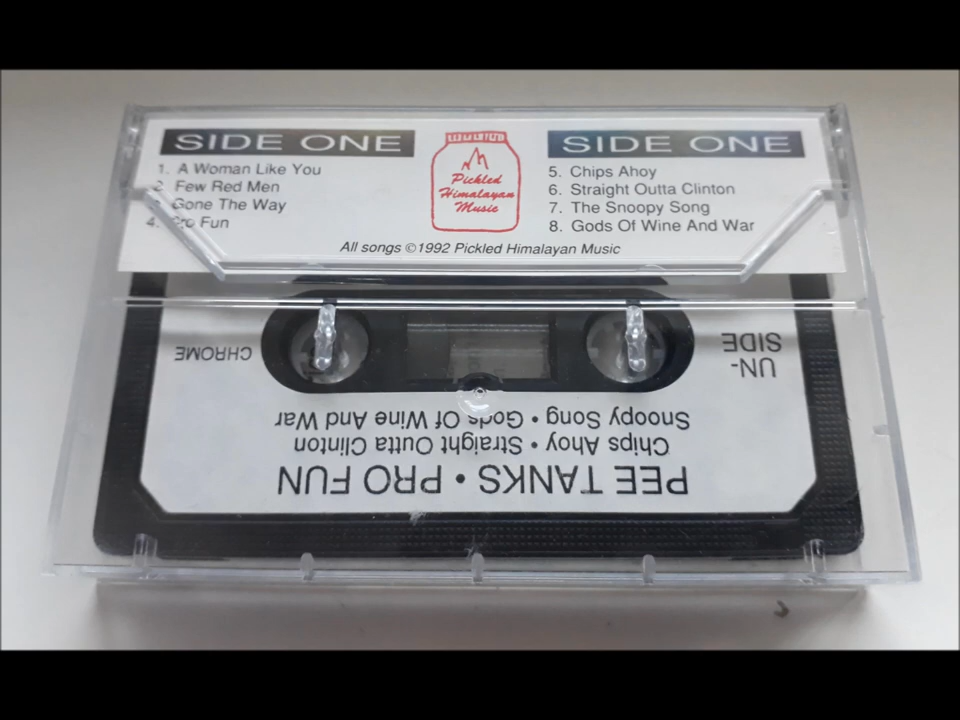 SIDE ONE
1. A Woman Like You
2. Few Red Men
3. Gone The Way
4. Pro Fun
Pickled
Himalayan
Music
SIDE ONE
5. Chips Ahoy
6. Straight Outta Clinton
7. The Snoopy Song
8. Gods Of Wine And War
All songs ©1992 Pickled Himalayan Music
PEE TANKS • PRO FUN
Chips Ahoy • Straight Outta Clinton
Snoopy Song • Gods Of Wine And War
UN-
SIDE
CHROME